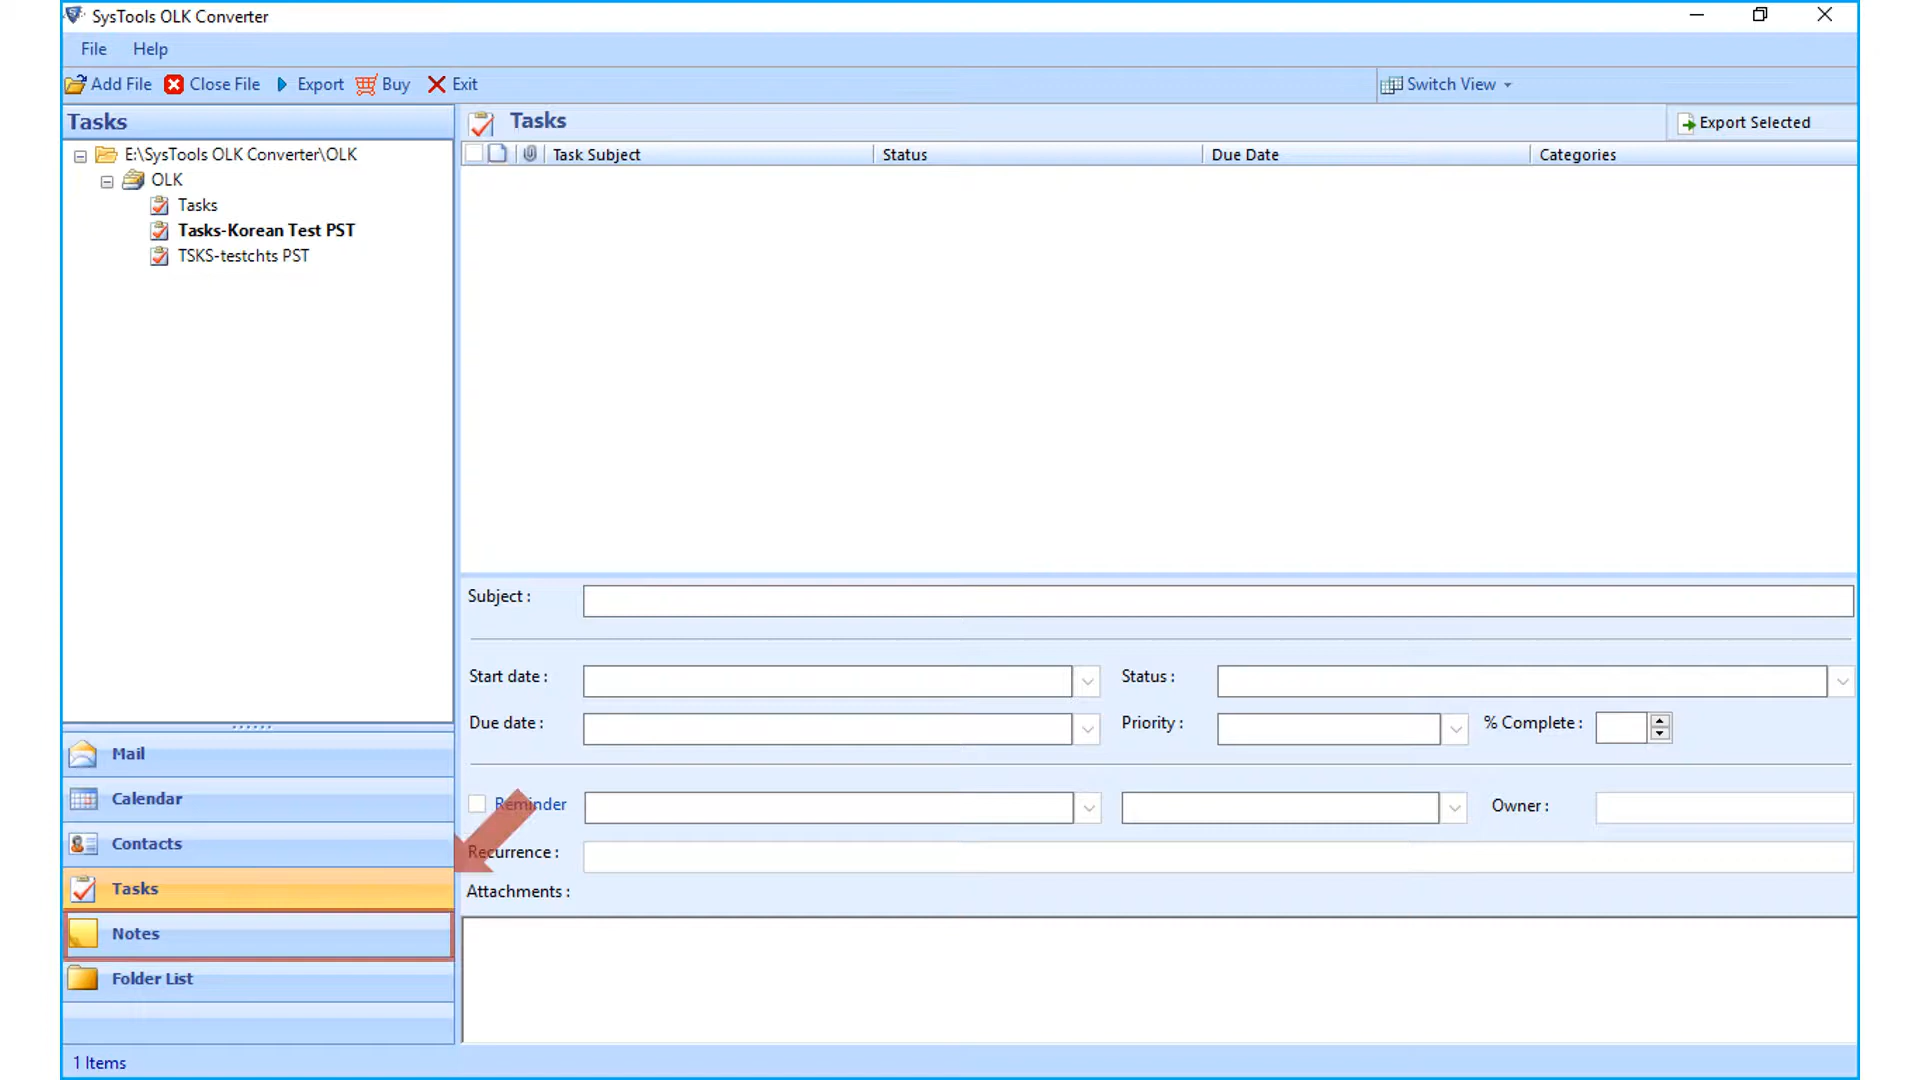 SysTools OLK Converter
File Help
Add File Close File Export Buy Exit Switch View
Tasks
E:\SysTools OLK Converter\OLK
OLK
Tasks
Tasks-Korean Test PST
TSKS-testchts PST
Mail
Calendar
Contacts
Tasks
Notes
Folder List
Tasks Export Selected
Task Subject Status Due Date Categories
Subject :
Start date : Status :
Due date : Priority : % Complete :
Reminder Owner :
Recurrence :
Attachments :
1 Items